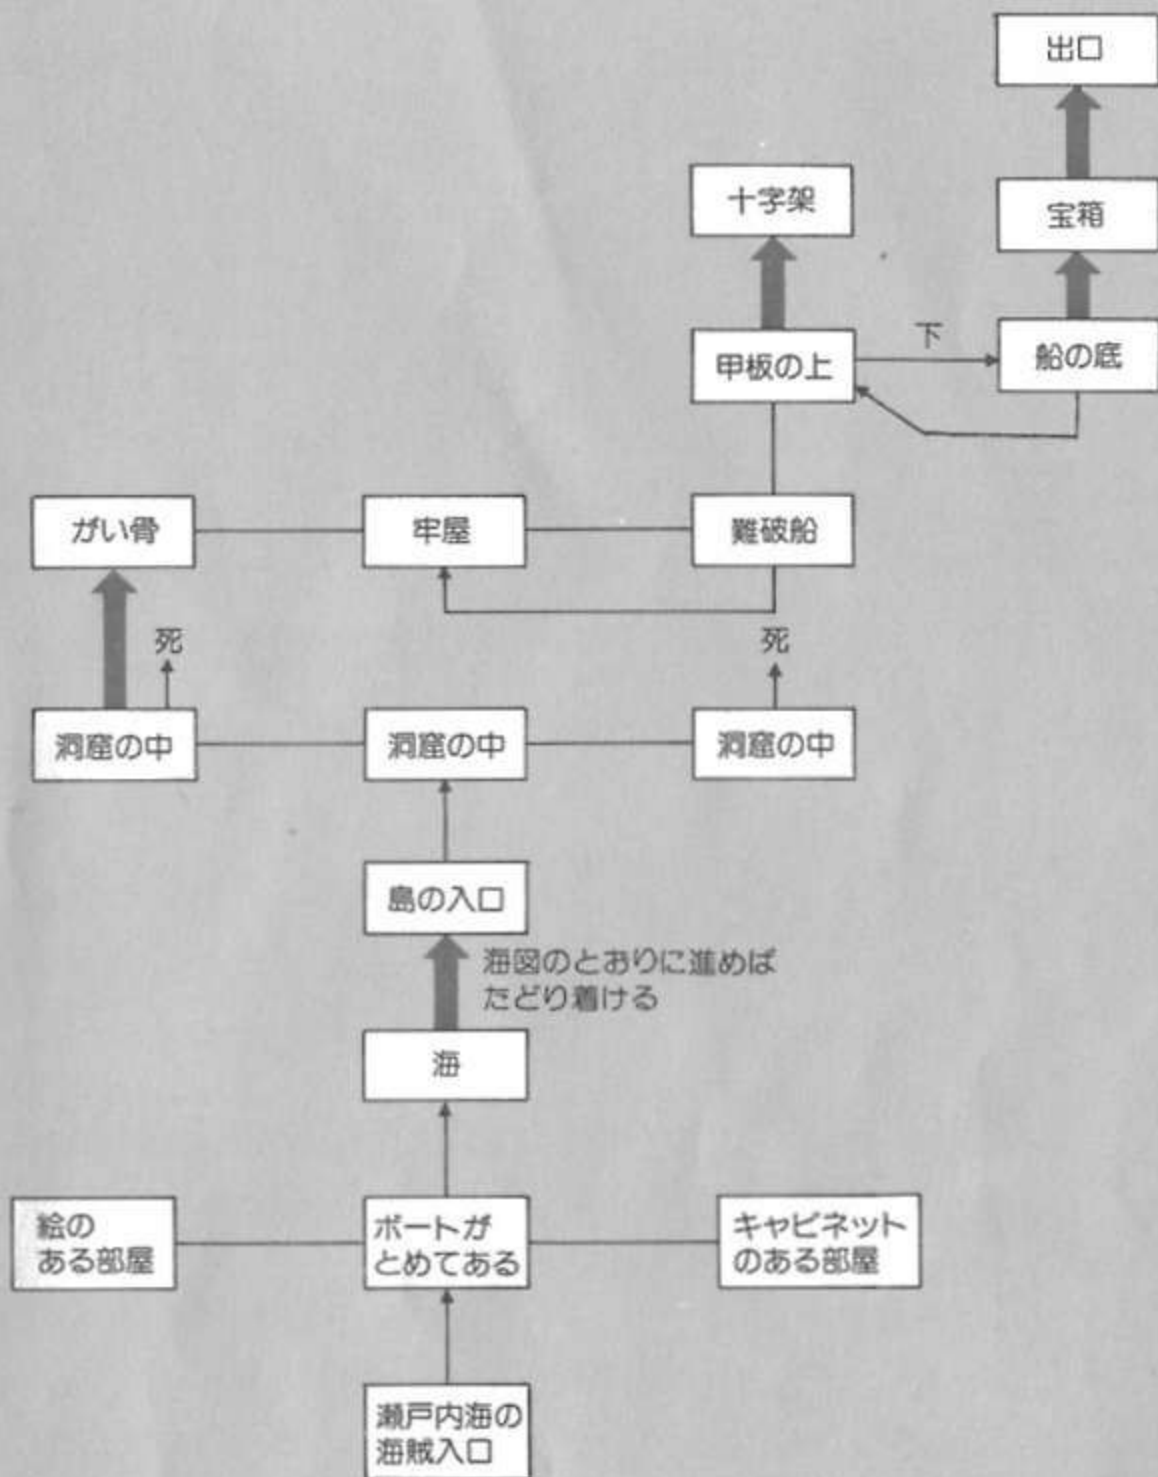 出口
十字架
宝箱
甲板の上
下
船の底
がい骨
牢屋
難破船
死
死
洞窟の中
洞窟の中
洞窟の中
島の入口
海図のとおりに進めば
たどり着ける
海
絵の
ある部屋
ボートが
とめてある
キャビネット
のある部屋
瀬戸内海の
海賊入口